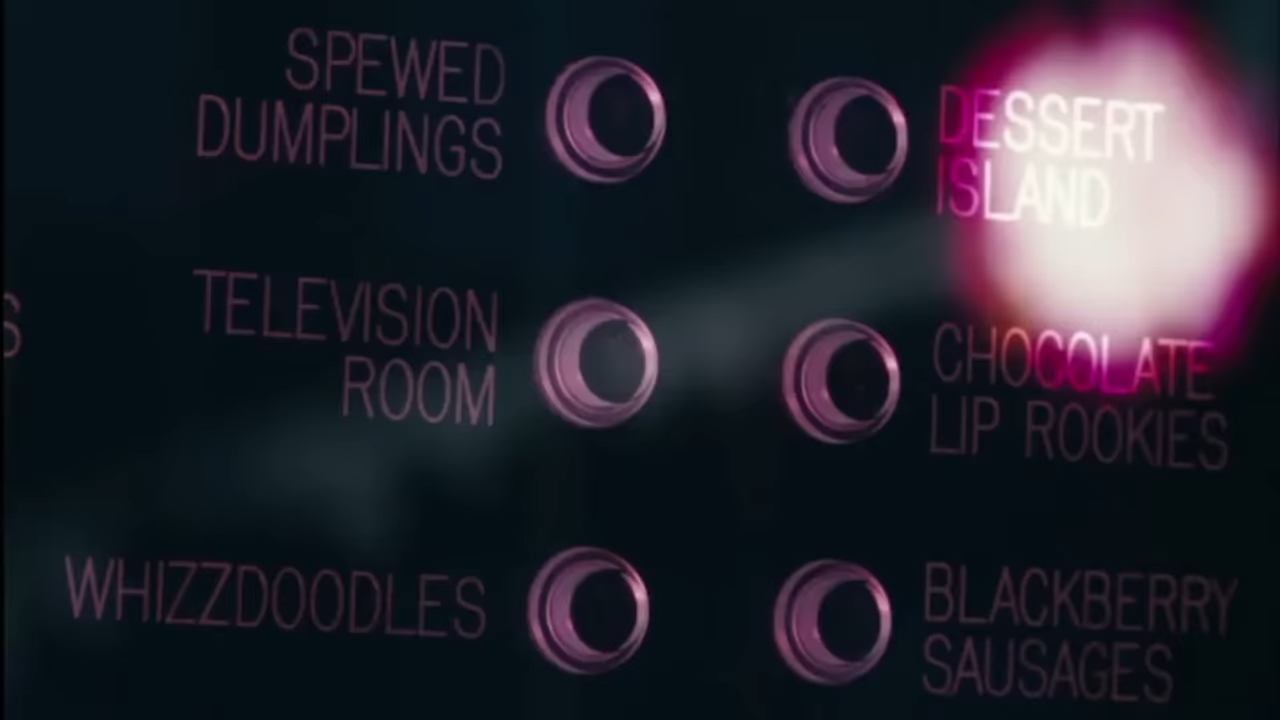 SPEWED
DUMPLINGS
DESSERT
ISLAND
TELEVISION
ROOM
CHOCOLATE
LIP ROOKIES
WHIZZDOODLES
BLACKBERRY
SAUSAGES